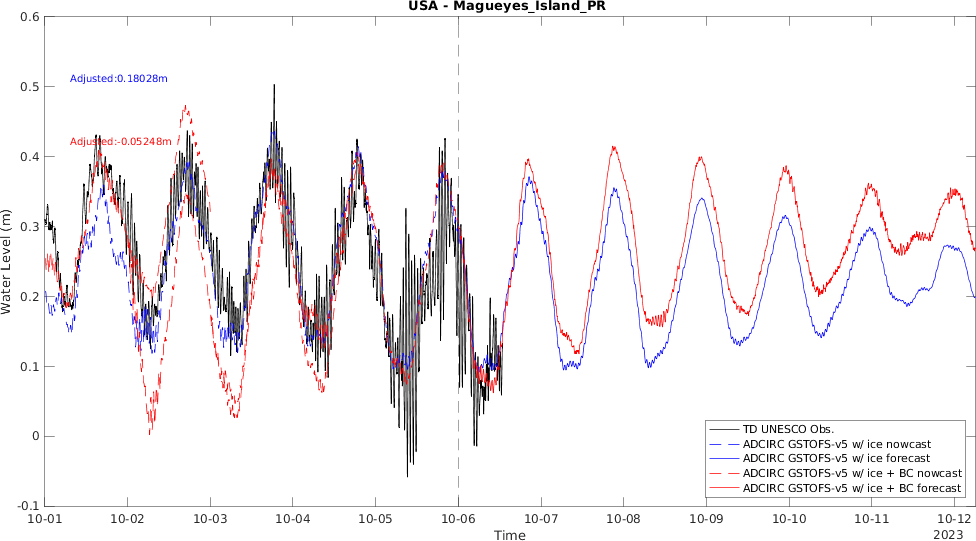 USA - Magueyes_Island_PR
0.6
0.5
0.4
0.3
0.2
0.1
0
-0.1
Water Level (m)
Adjusted:0.18028m
Adjusted:-0.05248m
TD UNESCO Obs.
ADCIRC GSTOFS-v5 w/ ice nowcast
ADCIRC GSTOFS-v5 w/ ice forecast
ADCIRC GSTOFS-v5 w/ ice + BC nowcast
ADCIRC GSTOFS-v5 w/ ice + BC forecast
10-01 10-02 10-03 10-04 10-05 10-06 10-07 10-08 10-09 10-10 10-11 10-12
Time
2023